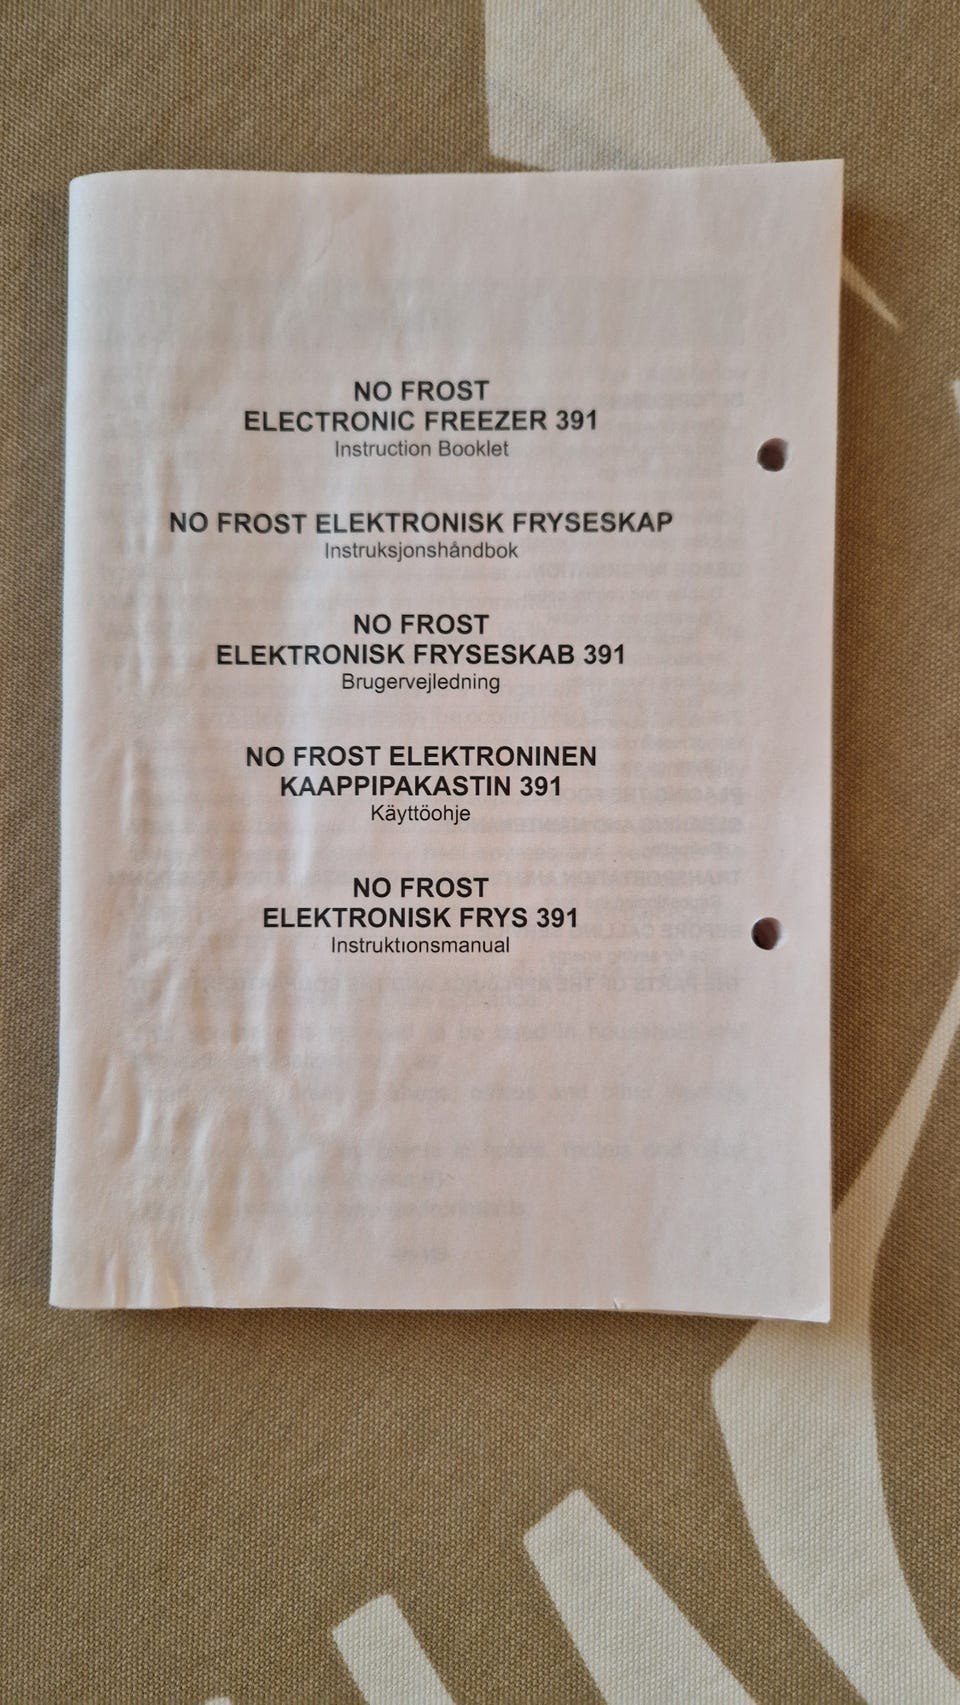 NO FROST
ELECTRONIC FREEZER 391
Instruction Booklet
NO FROST ELEKTRONISK FRYSESKAP
Instruksjonshåndbok
NO FROST
ELEKTRONISK FRYSESKAB 391
Brugervejledning
NO FROST ELEKTRONINEN
KAAPPIPAKASTIN 391
Käyttöohje
NO FROST
ELEKTRONISK FRYS 391
Instruktionsmanual